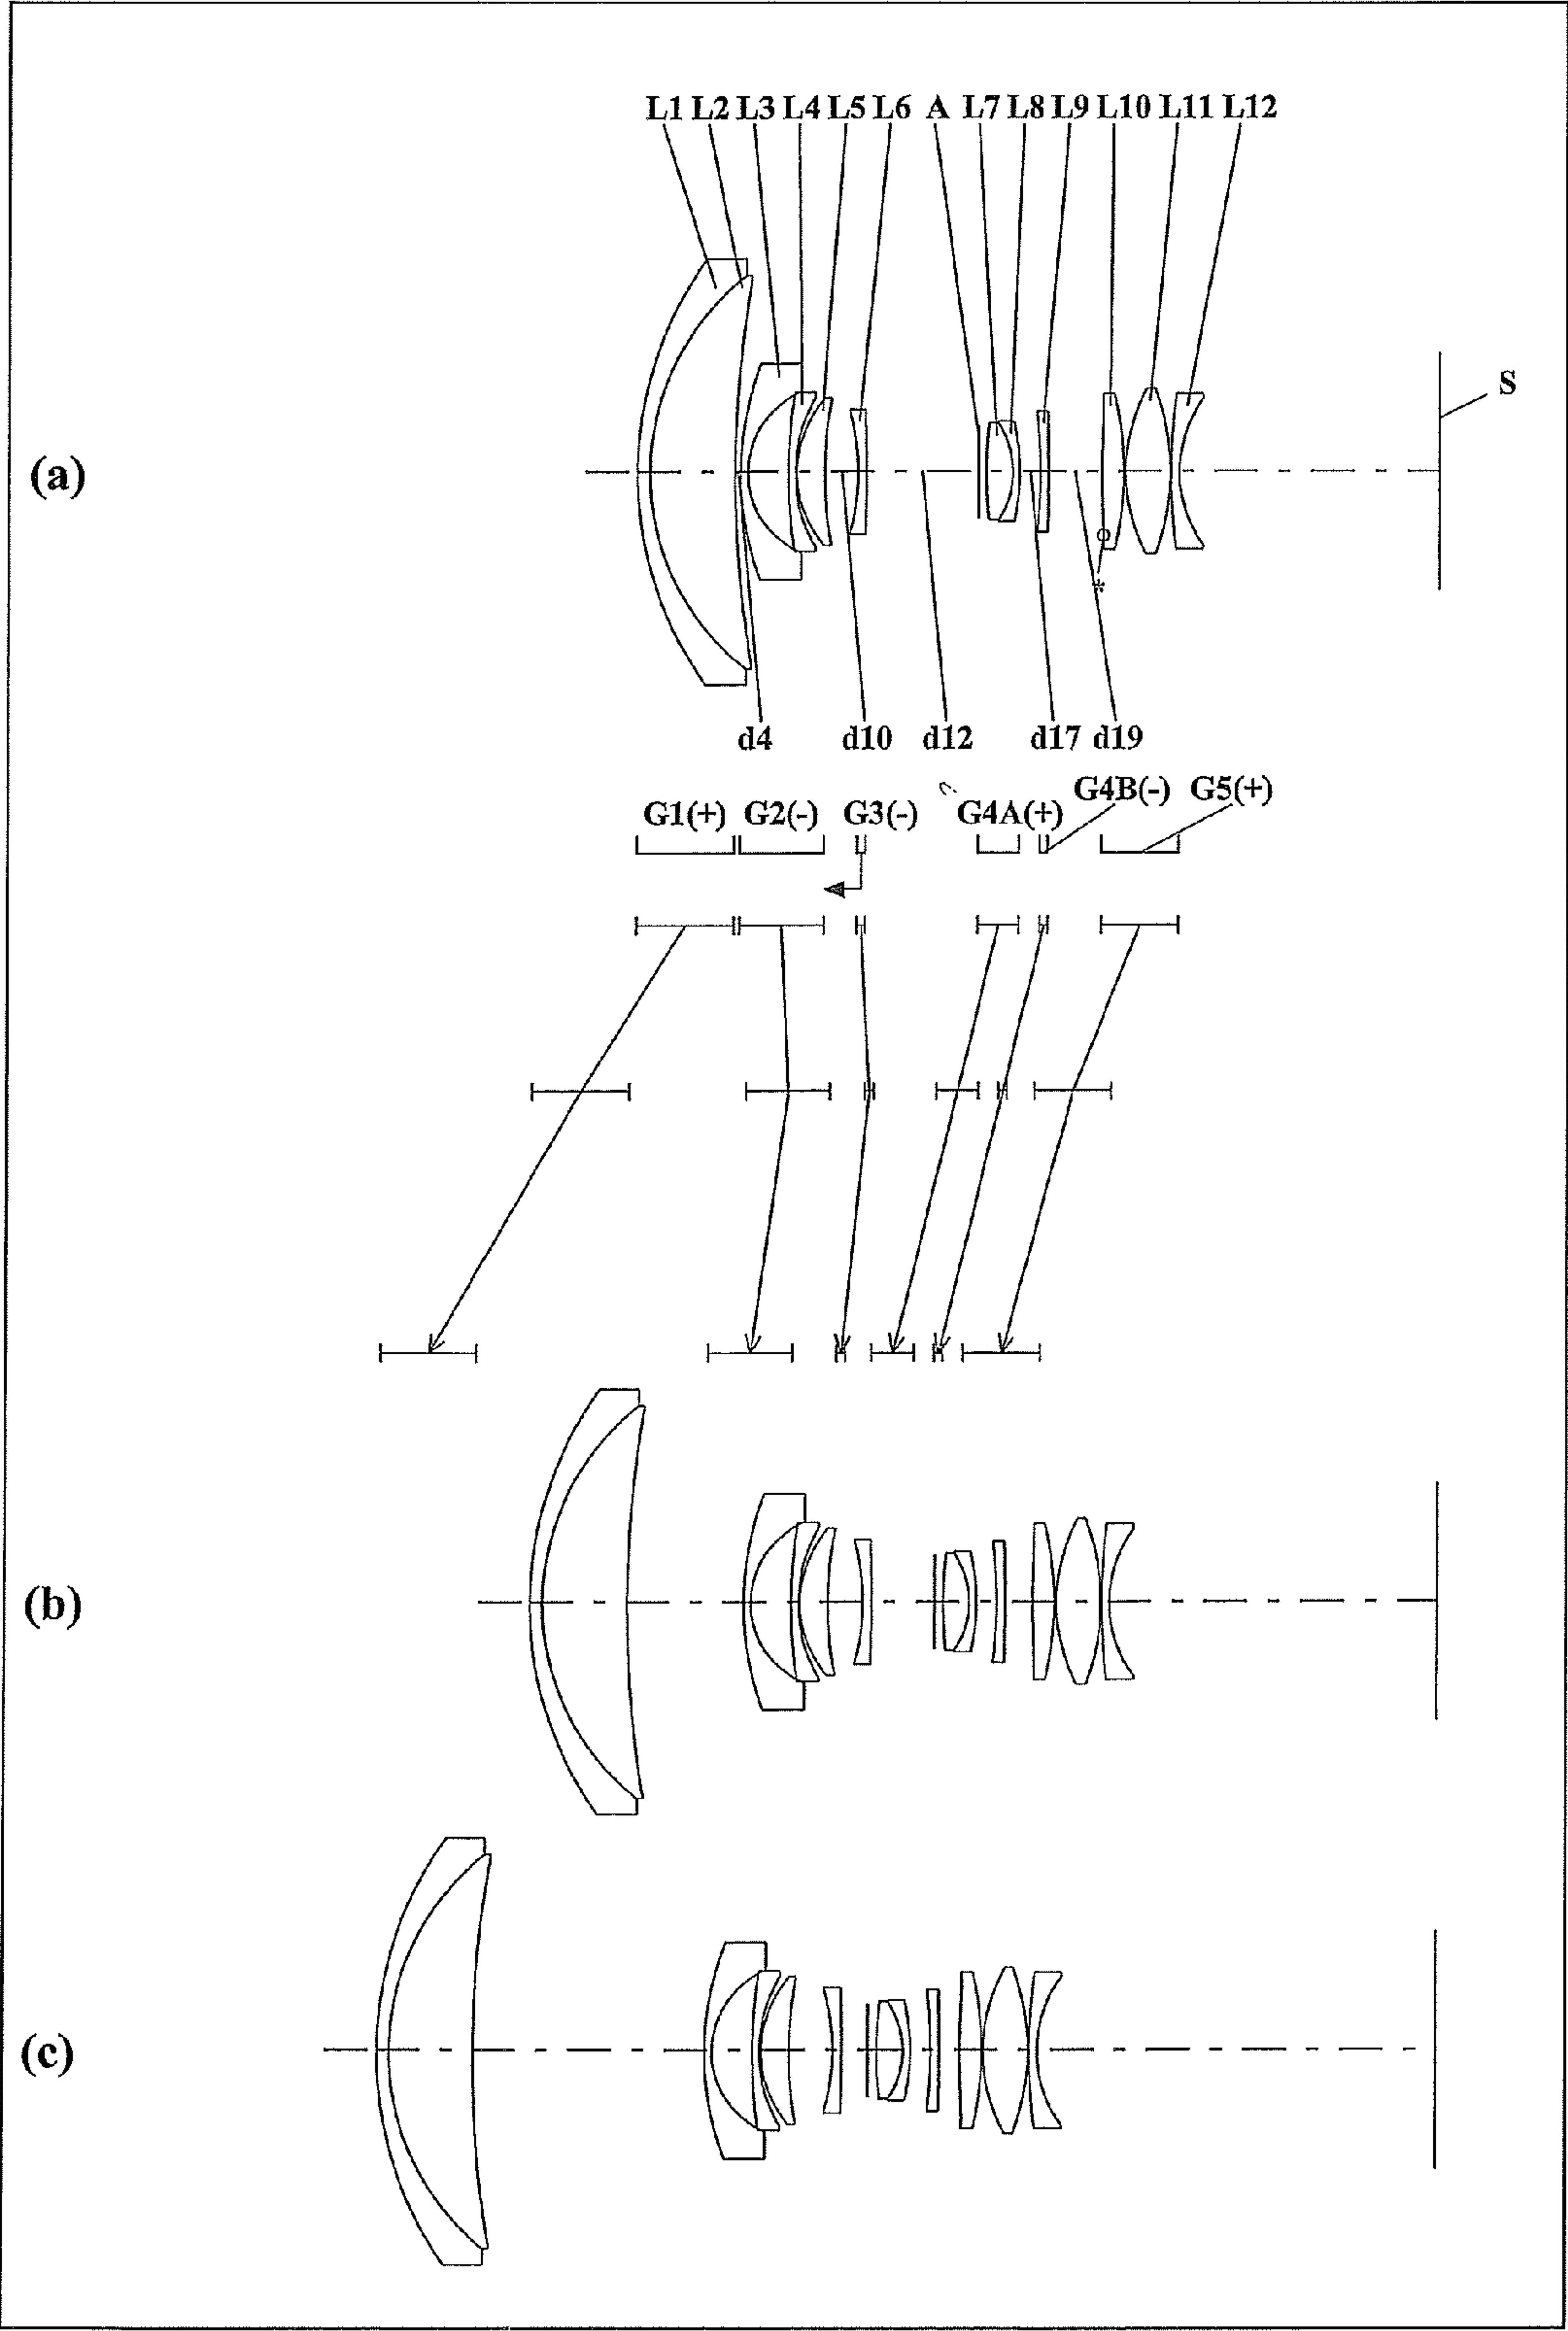 L1 L2 L3 L4 L5 L6 A L7 L8 L9 L10 L11 L12
S
(a)
*
d4 d10 d12 d17 d19
G1(+) G2(-) G3(-) G4A(+) G4B(-) G5(+)
(b)
(c)